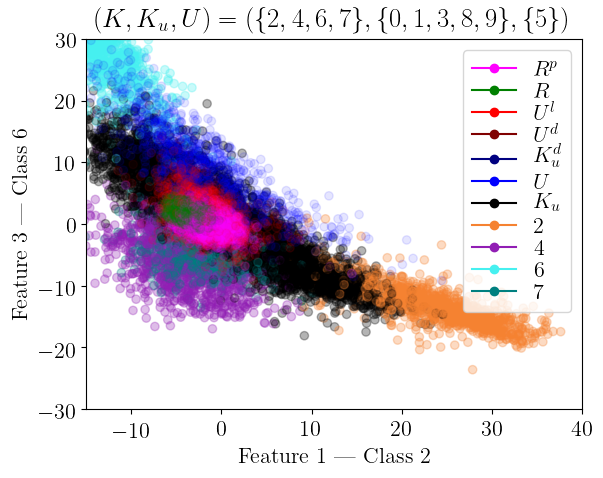 (K, K_u, U) = ({2, 4, 6, 7}, {0, 1, 3, 8, 9}, {5})
30
20
10
0
−10
−20
−30
Feature 3 — Class 6
R^p
R
U^l
U^d
K_u^d
U
K_u
2
4
6
7
−10
0
10
20
30
40
Feature 1 — Class 2